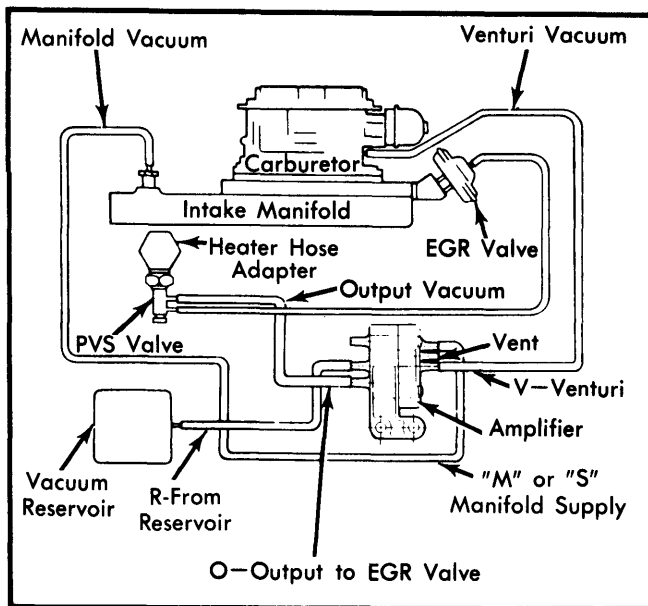 Manifold Vacuum
Venturi Vacuum
Carburetor
Intake Manifold
EGR Valve
Heater Hose
Adapter
Output Vacuum
PVS Valve
Vent
V-Venturi
Amplifier
Vacuum
Reservoir
R-From
Reservoir
"M" or "S"
Manifold Supply
O-Output to EGR Valve